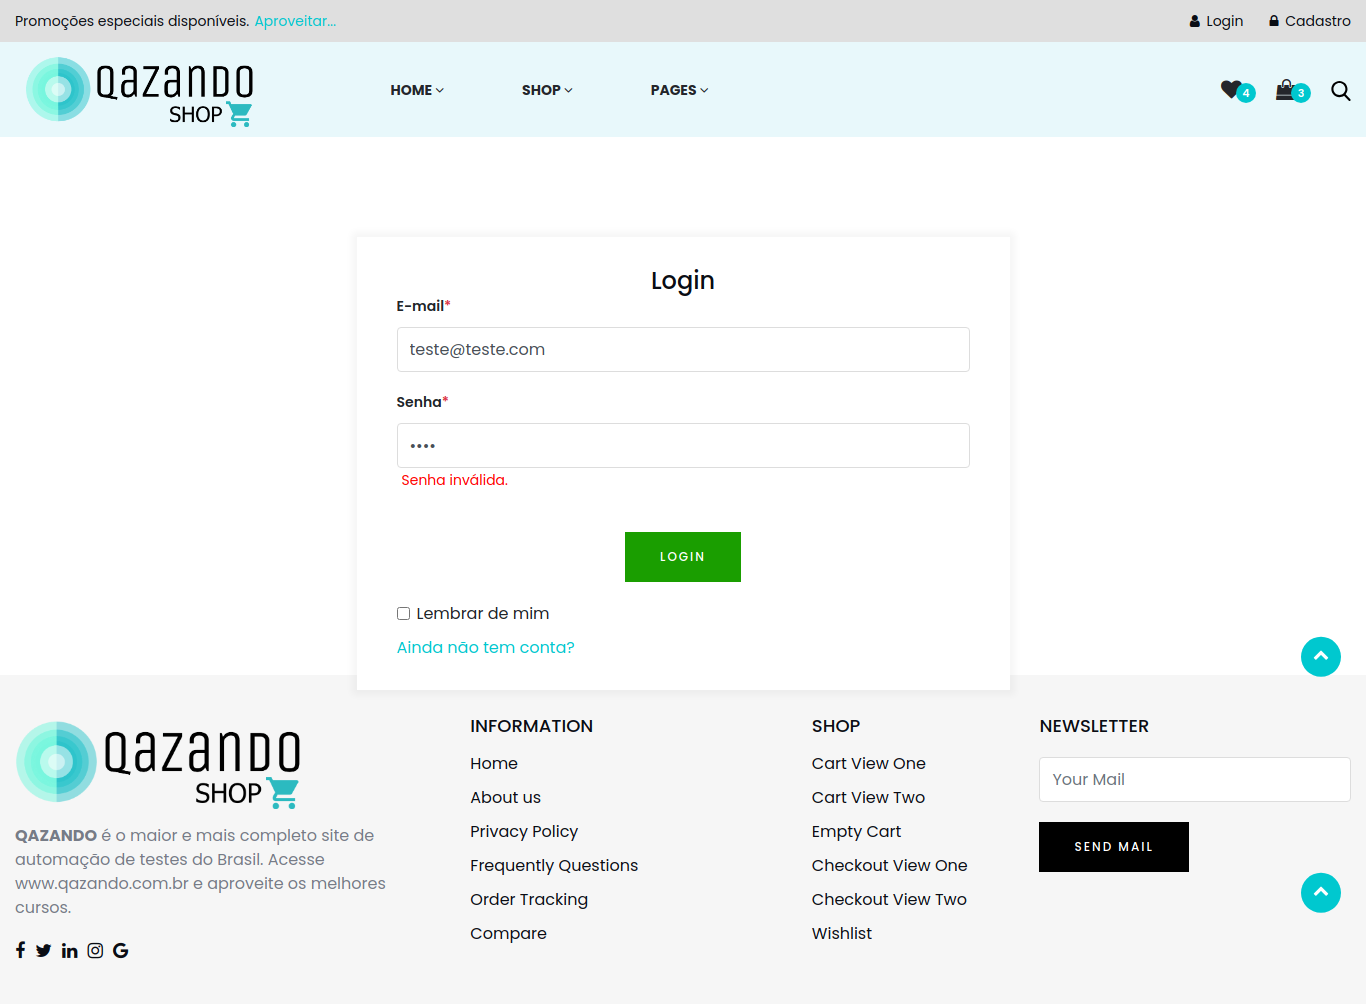 Promoções especiais disponíveis. Aproveitar...
Login
Cadastro
QAZANDO
SHOP
HOME
SHOP
PAGES
4
3
Login
E-mail*
teste@teste.com
Senha*
••••
Senha inválida.
LOGIN
Lembrar de mim
Ainda não tem conta?
QAZANDO
SHOP
QAZANDO é o maior e mais completo site de
automação de testes do Brasil. Acesse
www.qazando.com.br e aproveite os melhores
cursos.
INFORMATION
Home
About us
Privacy Policy
Frequently Questions
Order Tracking
Compare
SHOP
Cart View One
Cart View Two
Empty Cart
Checkout View One
Checkout View Two
Wishlist
NEWSLETTER
Your Mail
SEND MAIL